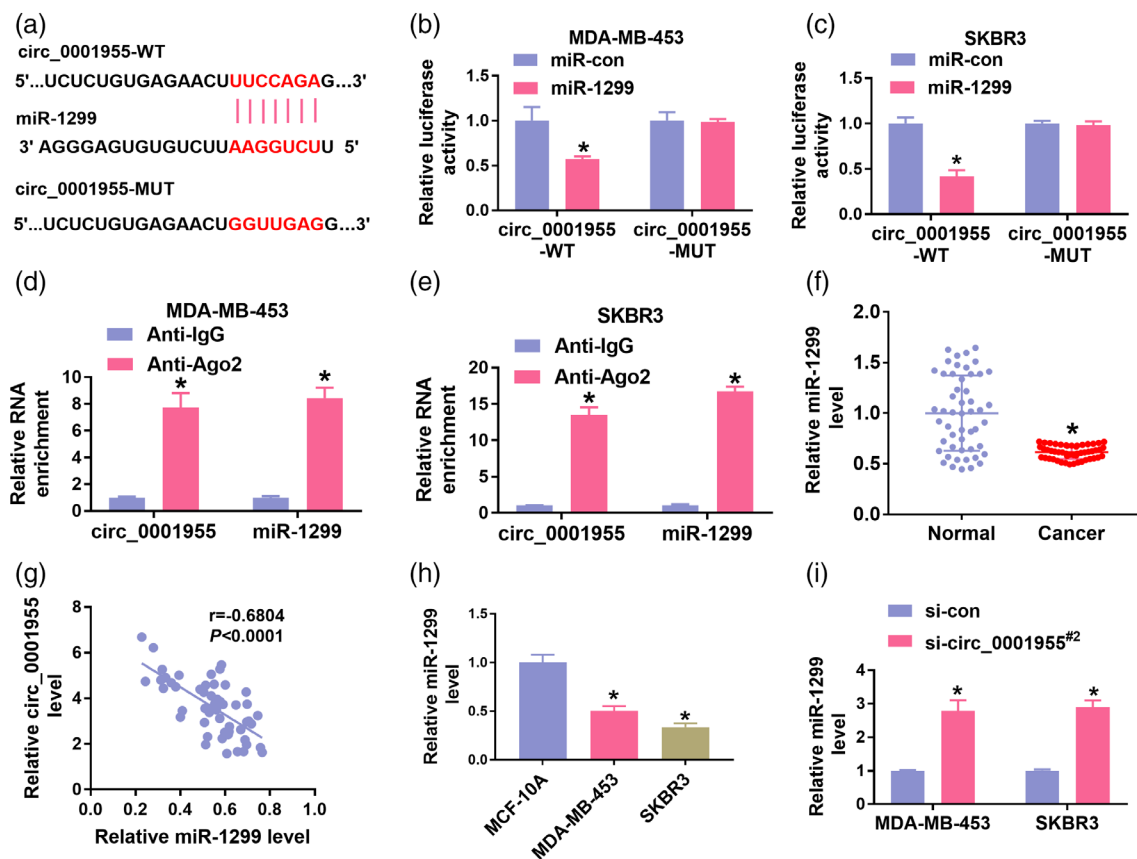 (a)
circ_0001955-WT
5'...UCUCUGUGAGAACUUUCCAGAG...3'
miR-1299
3' AGGGAGUGUGUCUUAAGGUCUU 5'
circ_0001955-MUT
5'...UCUCUGUGAGAACUGGUUGAGG...3'
(b)
MDA-MB-453
miR-con
miR-1299
Relative luciferase
activity
1.5
1.0
0.5
0.0
*
circ_0001955
-WT
circ_0001955
-MUT
(c)
SKBR3
miR-con
miR-1299
Relative luciferase
activity
1.5
1.0
0.5
0.0
*
circ_0001955
-WT
circ_0001955
-MUT
(d)
MDA-MB-453
Anti-IgG
Anti-Ago2
Relative RNA
enrichment
10
8
6
4
2
0
*
*
circ_0001955
miR-1299
(e)
SKBR3
Anti-IgG
Anti-Ago2
Relative RNA
enrichment
20
15
10
5
0
*
*
circ_0001955
miR-1299
(f)
Relative miR-1299
level
2.0
1.5
1.0
0.5
0.0
*
Normal
Cancer
(g)
Relative circ_0001955
level
8
6
4
2
0
r=-0.6804
P<0.0001
0.0
0.2
0.4
0.6
0.8
1.0
Relative miR-1299 level
(h)
Relative miR-1299
level
1.5
1.0
0.5
0.0
*
*
MCF-10A
MDA-MB-453
SKBR3
(i)
si-con
si-circ_0001955#2
Relative miR-1299
level
4
3
2
1
0
*
*
MDA-MB-453
SKBR3